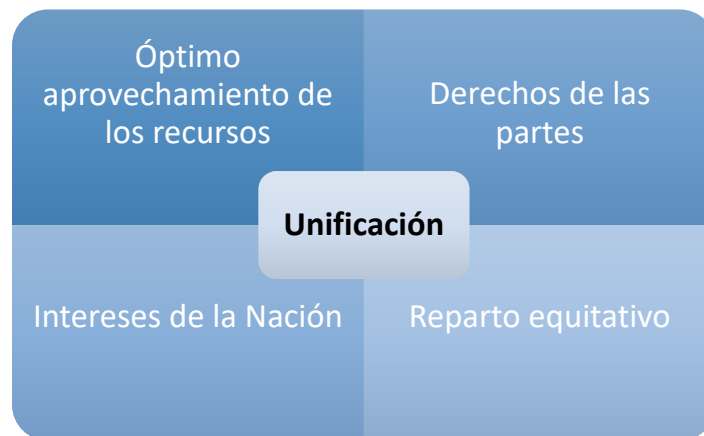 Óptimo
aprovechamiento de
los recursos
Derechos de las
partes
Unificación
Intereses de la Nación
Reparto equitativo